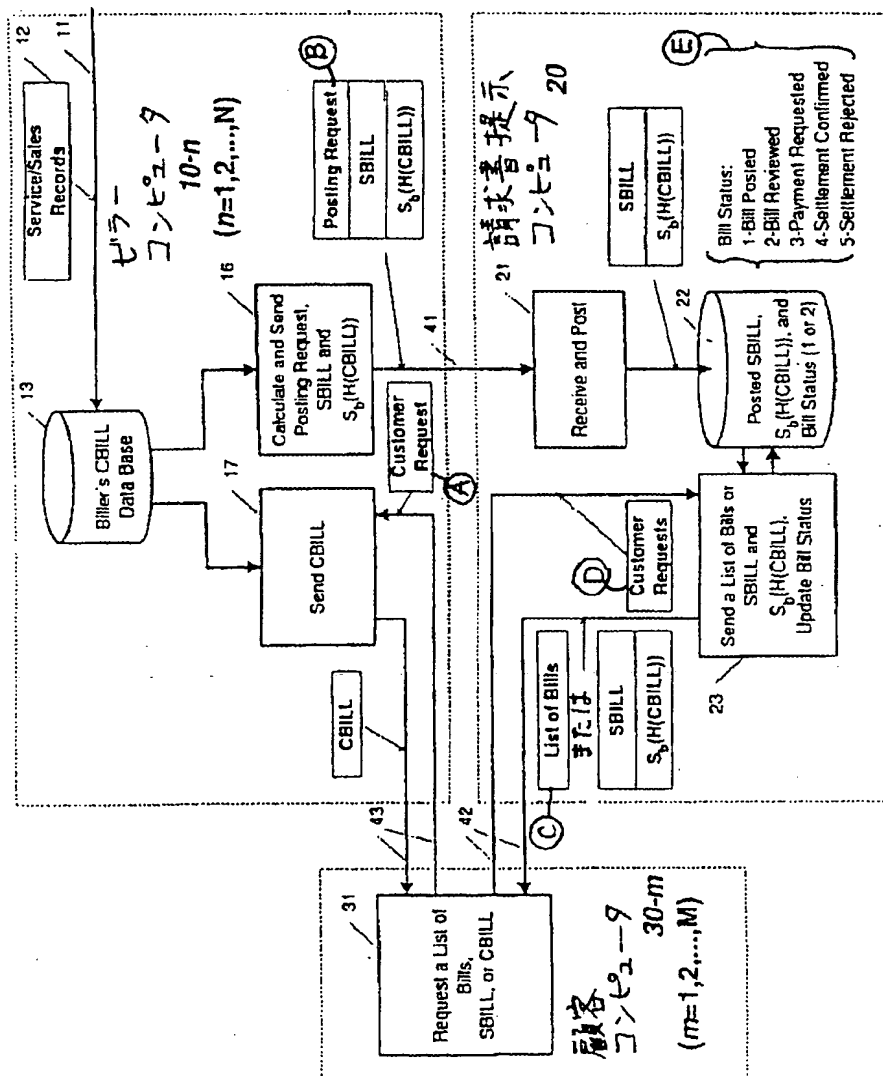 12
11
Service/Sales
Records
ビラー
コンピュータ
10-n
(n=1,2,...,N)
13
Biller's CBILL
Data Base
B
Posting Request
SBILL
S_b(H(CBILL))
16
Calculate and Send
Posting Request,
SBILL and
S_b(H(CBILL))
17
Send CBILL
Customer
Request
A
41
CBILL
43
請求書提示
コンピュータ
20
21
Receive and Post
SBILL
S_b(H(CBILL))
E
Bill Status:
1-Bill Posted
2-Bill Reviewed
3-Payment Requested
4-Settlement Confirmed
5-Settlement Rejected
22
Posted SBILL,
S_b(H(CBILL)), and
Bill Status (1 or 2)
D
Customer
Requests
Send a List of Bills or
SBILL and
S_b(H(CBILL)),
Update Bill Status
23
C
List of Bills
または
SBILL
S_b(H(CBILL))
42
31
Request a List of
Bills,
SBILL, or CBILL
顧客
コンピュータ
30-m
(m=1,2,...,M)